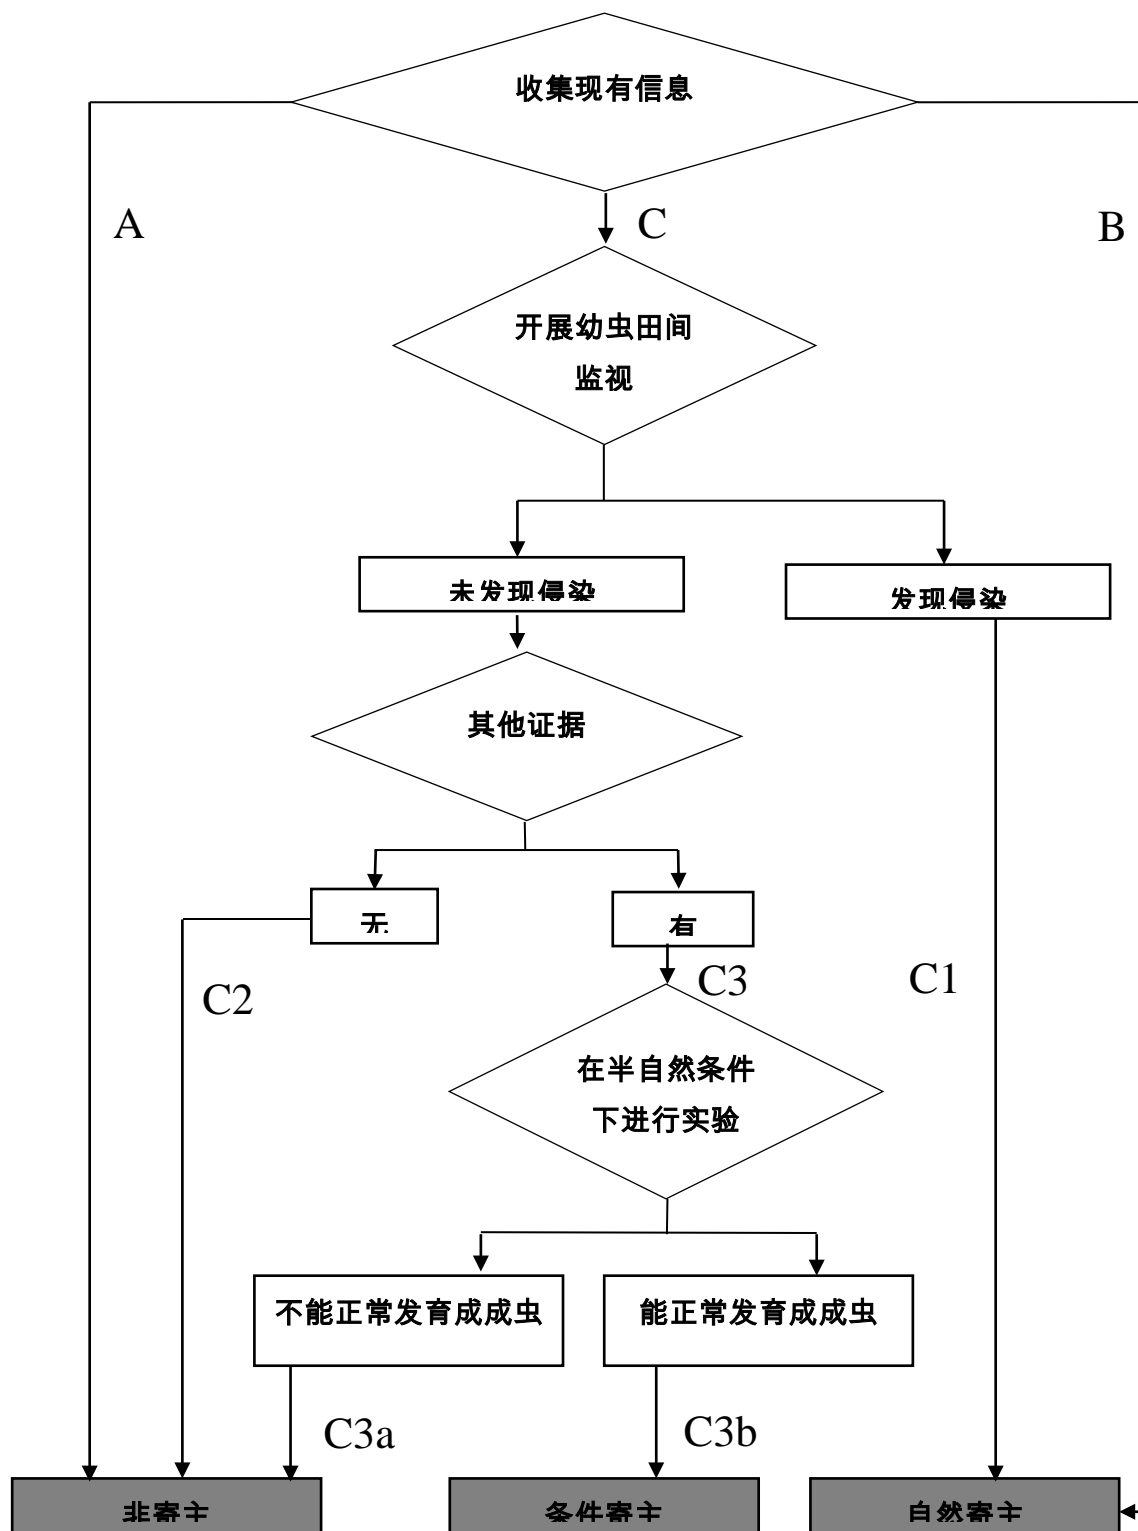 收集现有信息
A
C
B
开展幼虫田间
监视
未发现侵染
发现侵染
其他证据
无
有
C3
C1
C2
在半自然条件
下进行实验
不能正常发育成成虫
能正常发育成成虫
C3a
C3b
非寄主
条件寄主
自然寄主